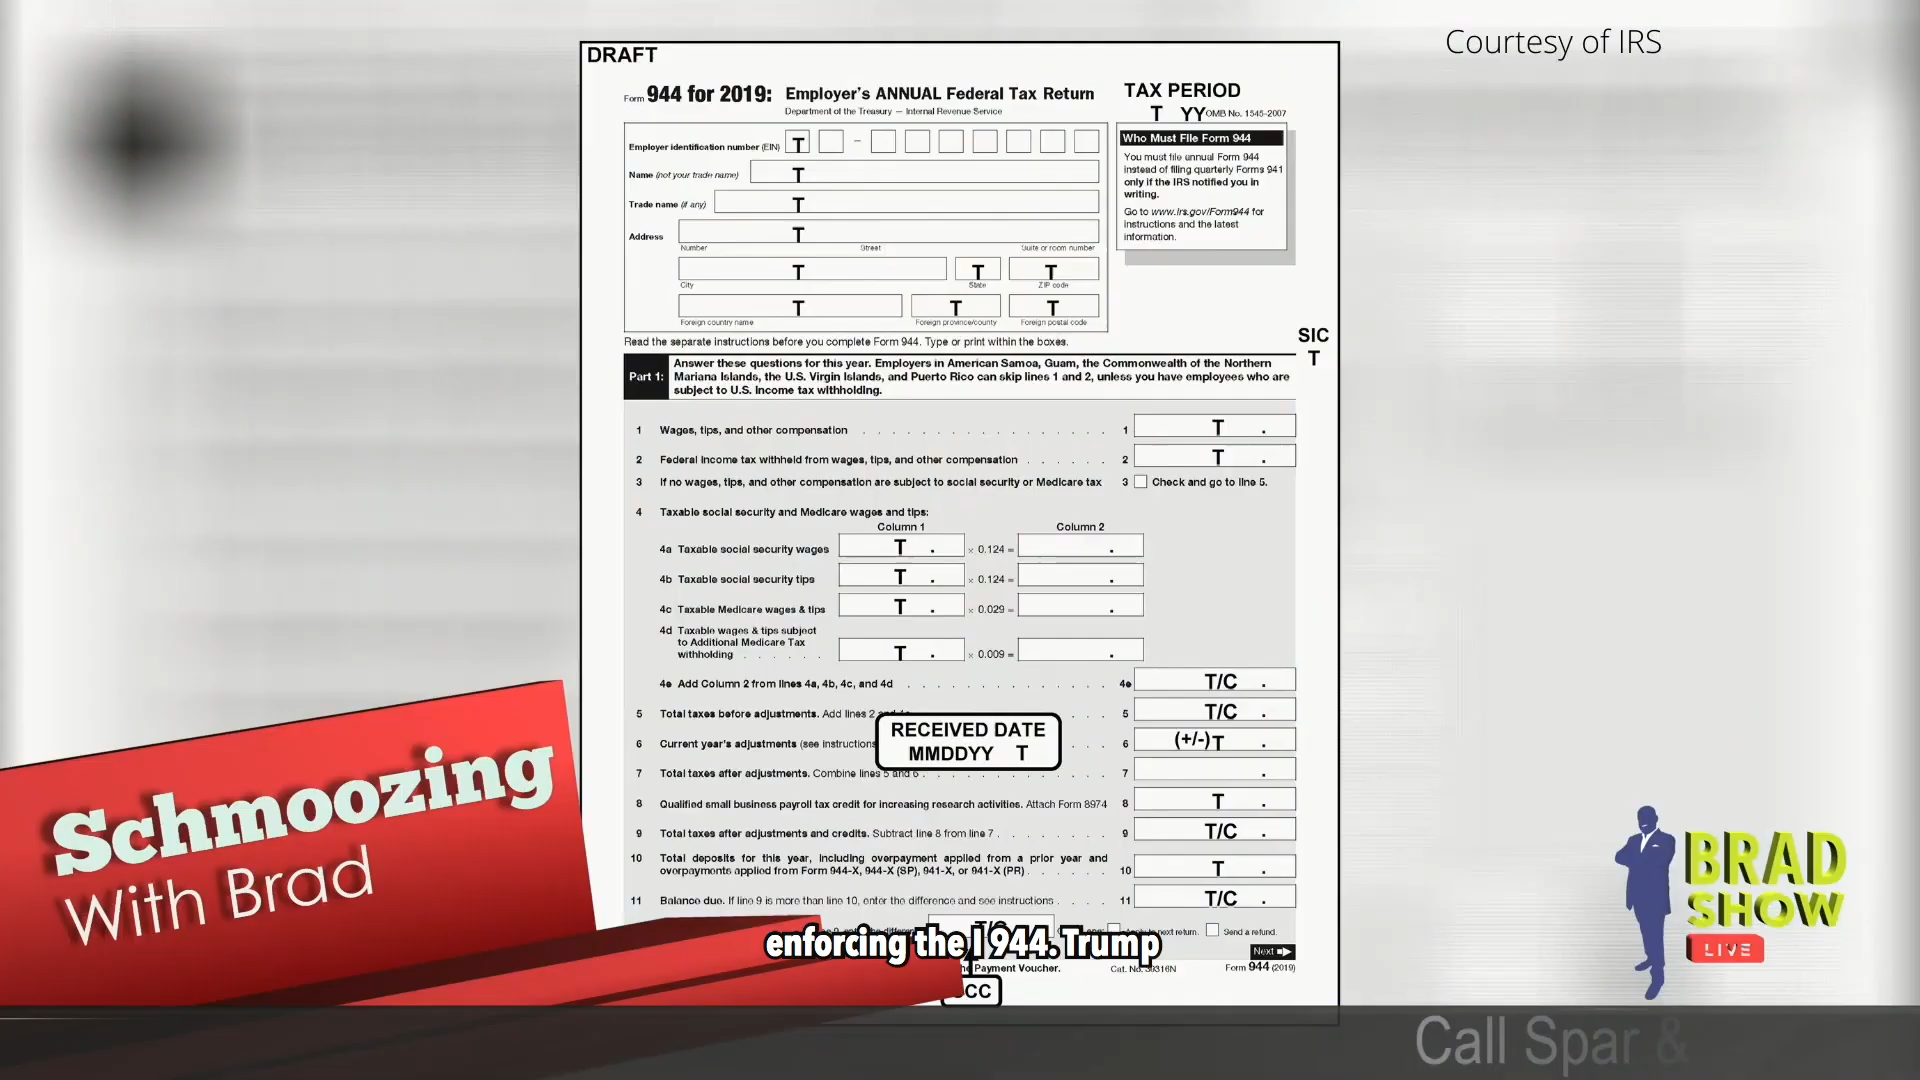 Courtesy of IRS
DRAFT
Form 944 for 2019: Employer's ANNUAL Federal Tax Return
Department of the Treasury — Internal Revenue Service
TAX PERIOD
T YY OMB No. 1545-2007
Employer identification number (EIN) T –
Name (not your trade name) T
Trade name (if any) T
Address T
Number Street Suite or room number
T T T
City State ZIP code
T T T
Foreign country name Foreign province/county Foreign postal code
Who Must File Form 944
You must file annual Form 944
instead of filing quarterly Forms 941
only if the IRS notified you in
writing.
Go to www.irs.gov/Form944 for
instructions and the latest
information.
Read the separate instructions before you complete Form 944. Type or print within the boxes.
SIC
T
Part 1: Answer these questions for this year. Employers in American Samoa, Guam, the Commonwealth of the Northern
Mariana Islands, the U.S. Virgin Islands, and Puerto Rico can skip lines 1 and 2, unless you have employees who are
subject to U.S. income tax withholding.
1 Wages, tips, and other compensation . . . . . . . . . . . . . . . . 1 T .
2 Federal income tax withheld from wages, tips, and other compensation . . . . . . 2 T .
3 If no wages, tips, and other compensation are subject to social security or Medicare tax 3 Check and go to line 5.
4 Taxable social security and Medicare wages and tips:
Column 1 Column 2
4a Taxable social security wages T . × 0.124 = .
4b Taxable social security tips T . × 0.124 = .
4c Taxable Medicare wages & tips T . × 0.029 = .
4d Taxable wages & tips subject
to Additional Medicare Tax
withholding . . . . . . T . × 0.009 = .
4e Add Column 2 from lines 4a, 4b, 4c, and 4d . . . . . . . . . . . . . 4e T/C .
5 Total taxes before adjustments. Add lines 2 and 4e . . . 5 T/C .
6 Current year's adjustments (see instructions . . . 6 (+/-)T .
RECEIVED DATE
MMDDYY T
7 Total taxes after adjustments. Combine lines 5 and 6 . . . . . . . . . . . 7 .
8 Qualified small business payroll tax credit for increasing research activities. Attach Form 8974 8 T .
9 Total taxes after adjustments and credits. Subtract line 8 from line 7 . . . . . . . 9 T/C .
10 Total deposits for this year, including overpayment applied from a prior year and
overpayments applied from Form 944-X, 944-X (SP), 941-X, or 941-X (PR) . . . . . 10 T .
11 Balance due. If line 9 is more than line 10, enter the difference and see instructions . . . . 11 T/C .
T/C next return. Send a refund.
Next
Payment Voucher. Cat. No. 39316N Form 944 (2019)
enforcing the I 944. Trump
Schmoozing
With Brad
BRAD
SHOW
LIVE
Call Spar &